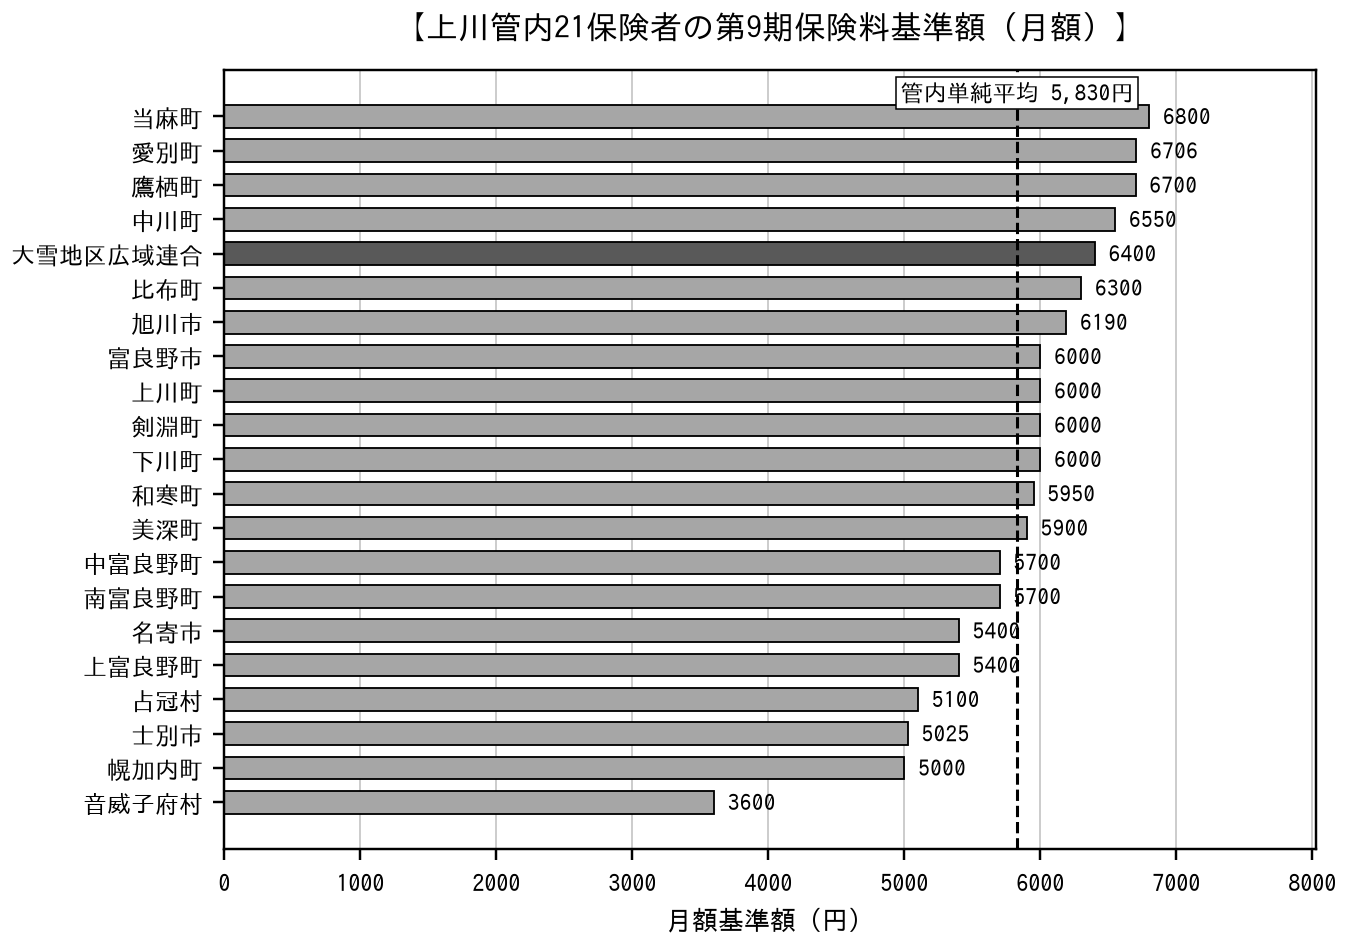 【上川管内21保険者の第9期保険料基準額（月額）】
管内単純平均 5,830円
当麻町 6800
愛別町 6706
鷹栖町 6700
中川町 6550
大雪地区広域連合 6400
比布町 6300
旭川市 6190
富良野市 6000
上川町 6000
剣淵町 6000
下川町 6000
和寒町 5950
美深町 5900
中富良野町 5700
南富良野町 5700
名寄市 5400
上富良野町 5400
占冠村 5100
士別市 5025
幌加内町 5000
音威子府村 3600
0 1000 2000 3000 4000 5000 6000 7000 8000
月額基準額（円）